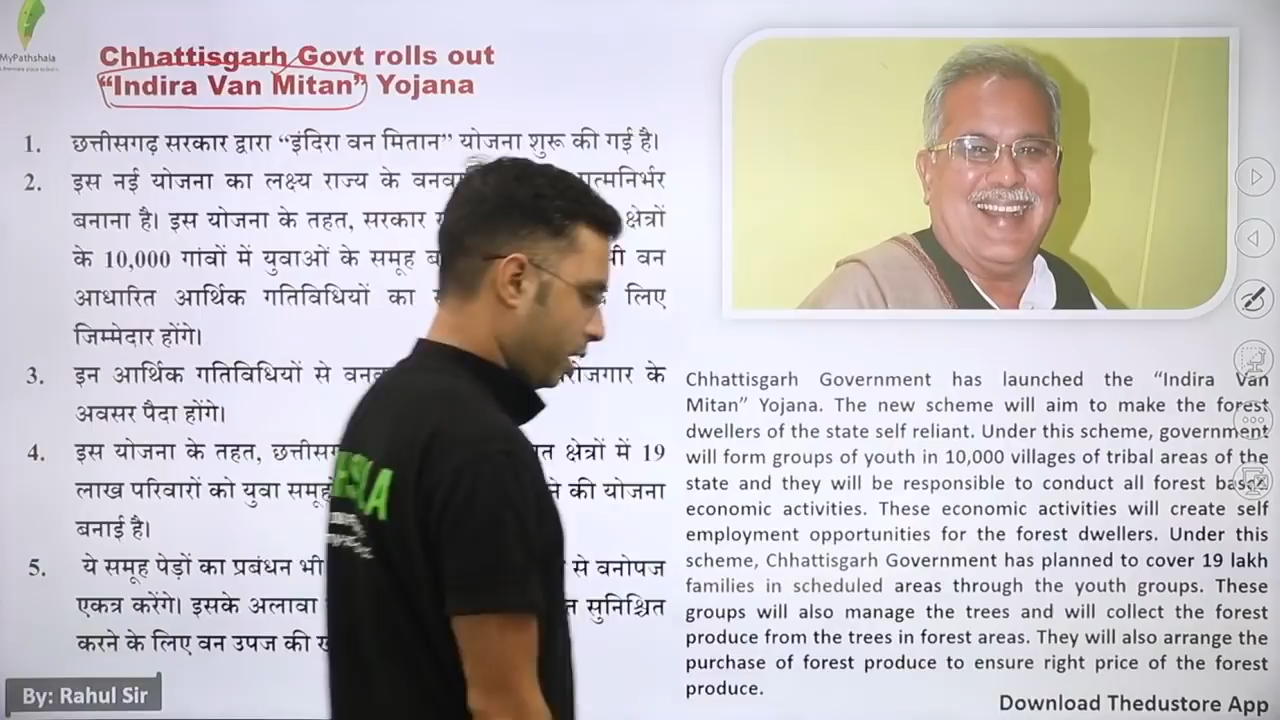 MyPathshala
Chhattisgarh Govt rolls out
“Indira Van Mitan” Yojana
1. छत्तीसगढ़ सरकार द्वारा “इंदिरा वन मितान” योजना शुरू की गई है।
2. इस नई योजना का लक्ष्य राज्य के
बनाना है। इस योजना के तहत, सरकार क्षेत्रों
के 10,000 गांवों में युवाओं के समूह वन
आधारित आर्थिक गतिविधियों का लिए
जिम्मेदार होंगे।
3. इन आर्थिक गतिविधियों से के
अवसर पैदा होंगे।
4. इस योजना के तहत, क्षेत्रों में 19
लाख परिवारों को युवा की योजना
बनाई है।
5. ये समूह पेड़ों का प्रबंधन भी से वनोपज
एकत्र करेंगे। इसके अलावा सुनिश्चित
करने के लिए वन उपज की
By: Rahul Sir
Chhattisgarh Government has launched the “Indira Van
Mitan” Yojana. The new scheme will aim to make the forest
dwellers of the state self reliant. Under this scheme, government
will form groups of youth in 10,000 villages of tribal areas of the
state and they will be responsible to conduct all forest based
economic activities. These economic activities will create self
employment opportunities for the forest dwellers. Under this
scheme, Chhattisgarh Government has planned to cover 19 lakh
families in scheduled areas through the youth groups. These
groups will also manage the trees and will collect the forest
produce from the trees in forest areas. They will also arrange the
purchase of forest produce to ensure right price of the forest
produce.
Download Thedustore App